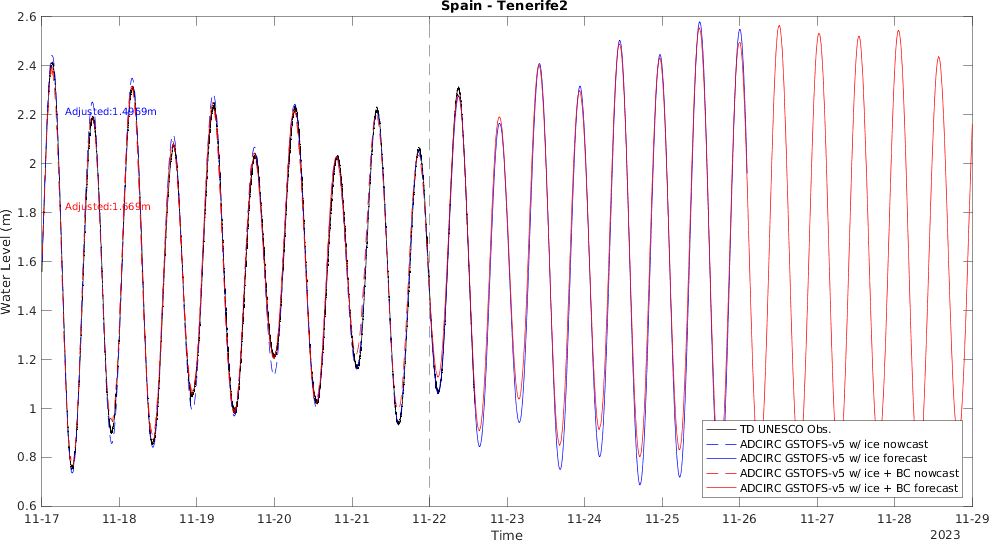 Spain - Tenerife2
Water Level (m)
2.6
2.4
2.2
2
1.8
1.6
1.4
1.2
1
0.8
0.6
Adjusted:1.4969m
Adjusted:1.669m
TD UNESCO Obs.
ADCIRC GSTOFS-v5 w/ ice nowcast
ADCIRC GSTOFS-v5 w/ ice forecast
ADCIRC GSTOFS-v5 w/ ice + BC nowcast
ADCIRC GSTOFS-v5 w/ ice + BC forecast
11-17 11-18 11-19 11-20 11-21 11-22 11-23 11-24 11-25 11-26 11-27 11-28 11-29
Time
2023